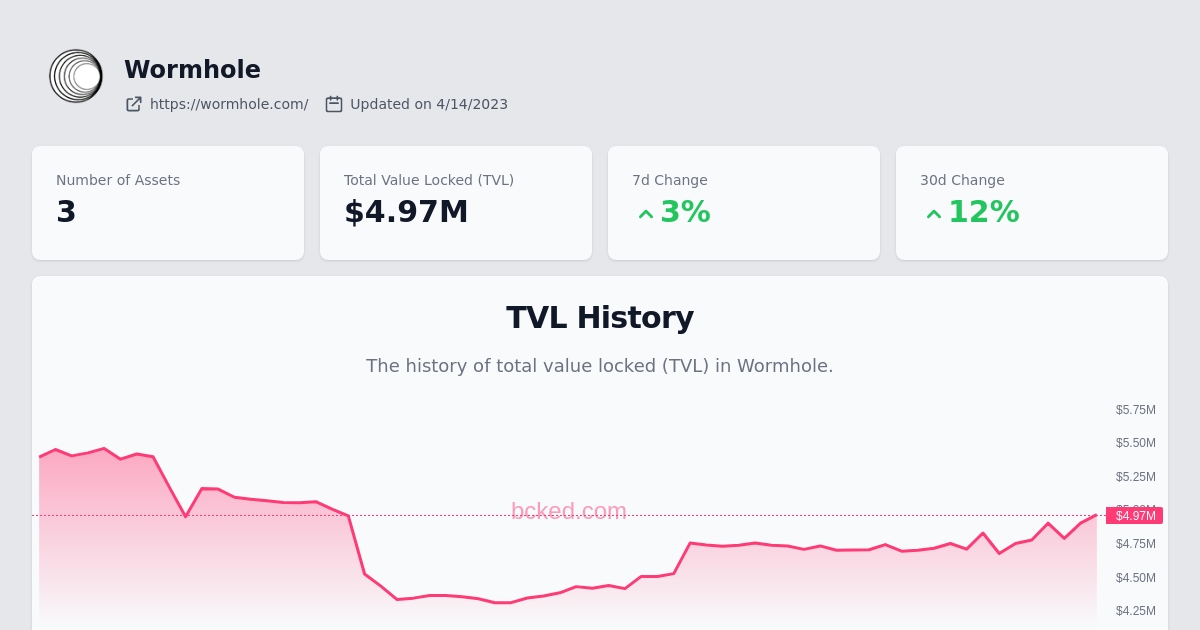 Wormhole
https://wormhole.com/ Updated on 4/14/2023
Number of Assets
3
Total Value Locked (TVL)
$4.97M
7d Change
3%
30d Change
12%
TVL History
The history of total value locked (TVL) in Wormhole.
$5.75M
$5.50M
$5.25M
bcked.com
$4.97M
$4.75M
$4.50M
$4.25M